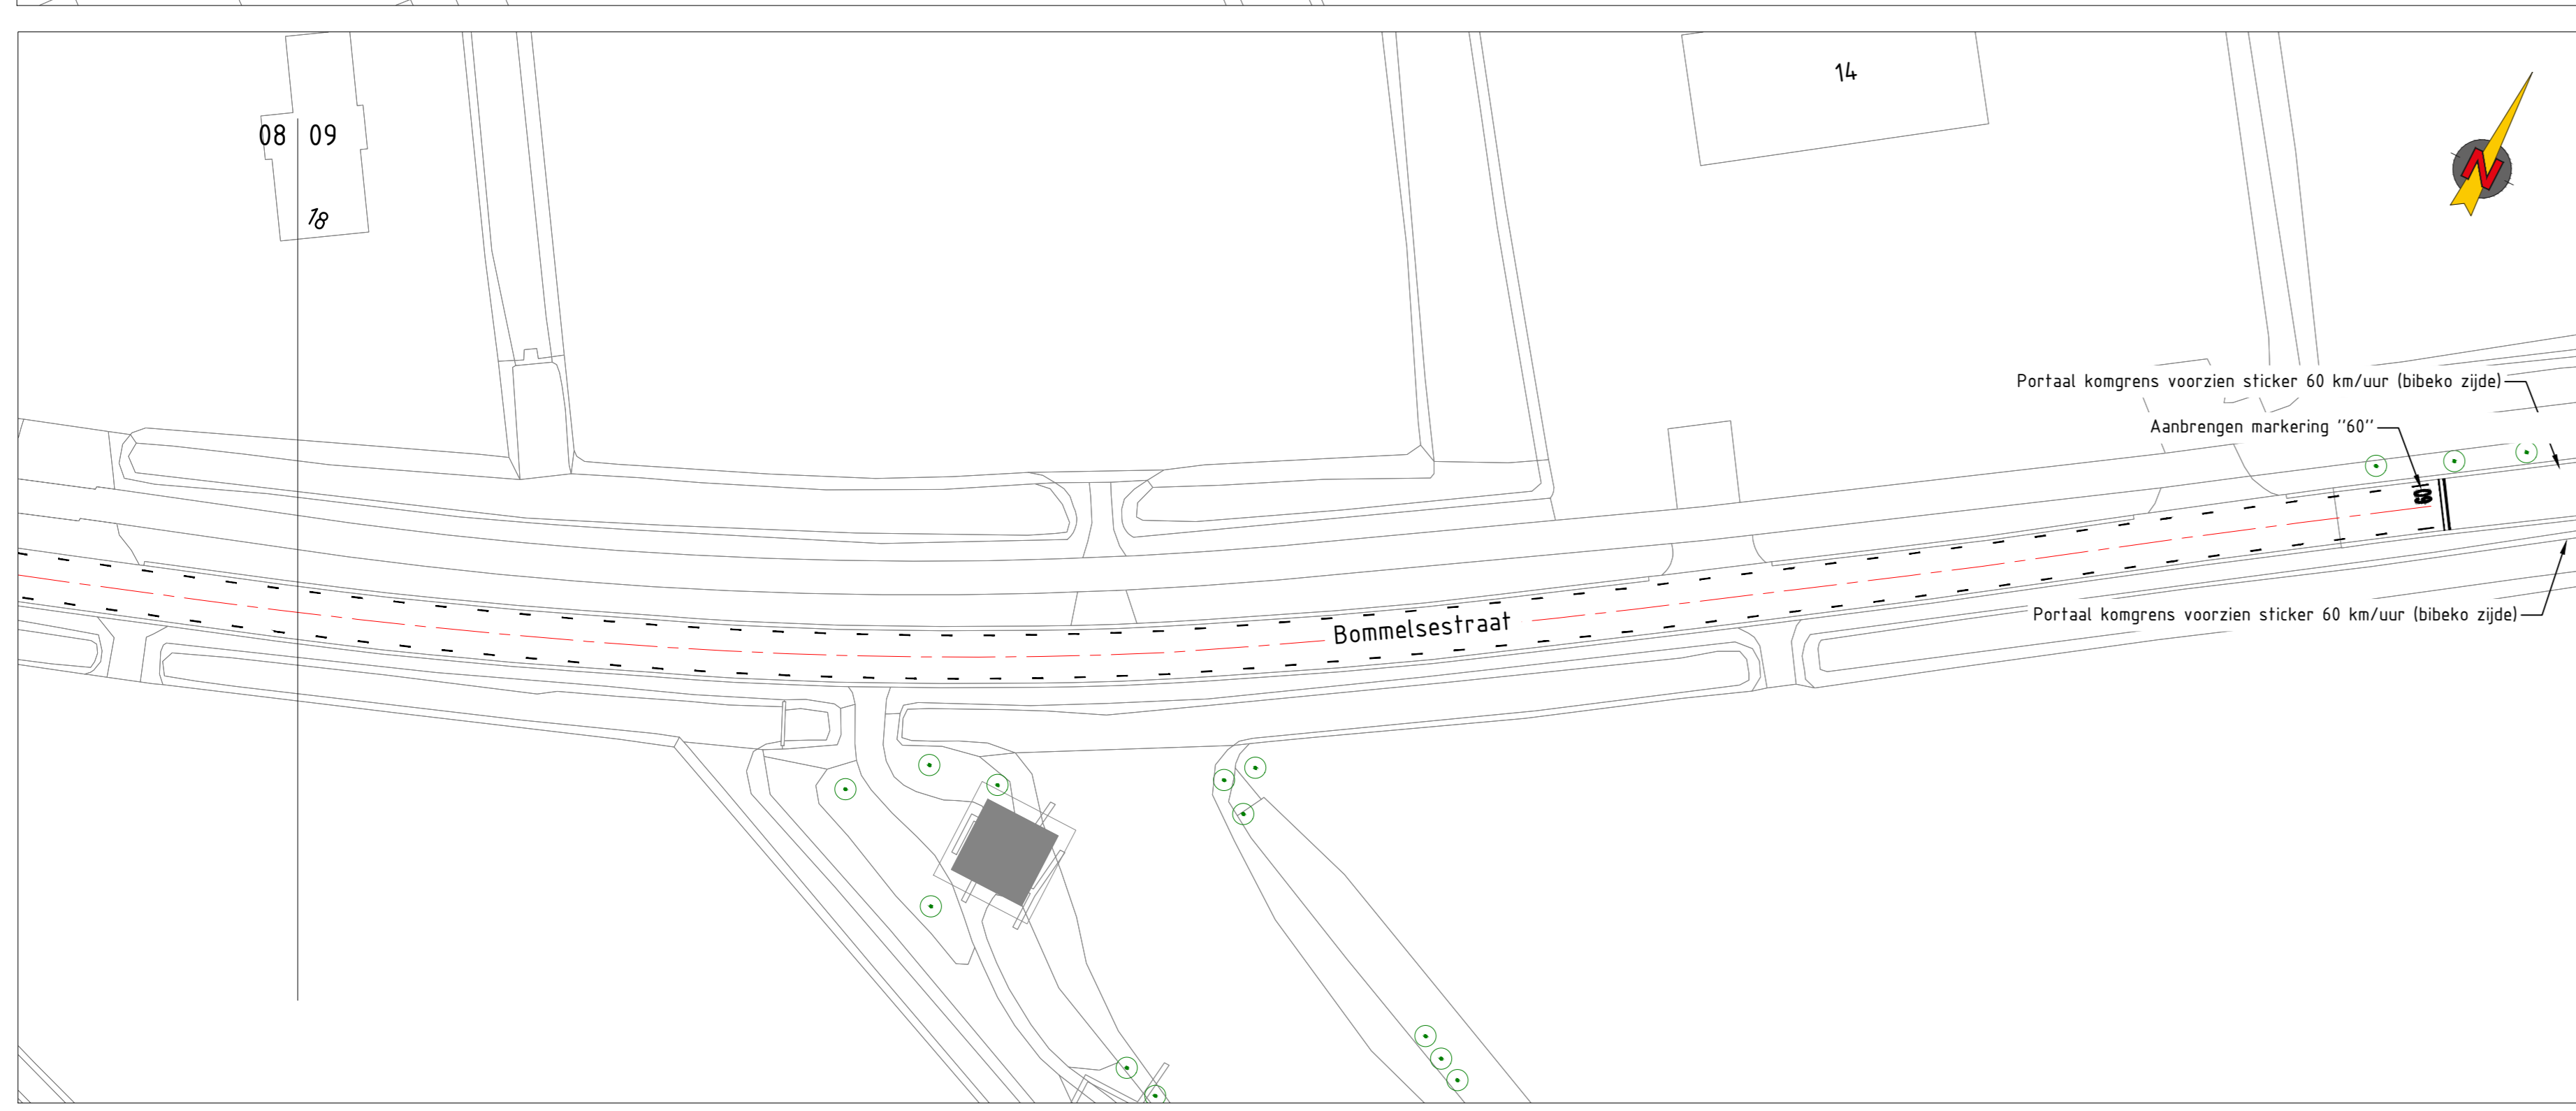 14
08 09
18
N
Portaal komgrens voorzien sticker 60 km/uur (bibeko zijde)
Aanbrengen markering ''60''
60
Portaal komgrens voorzien sticker 60 km/uur (bibeko zijde)
Bommelsestraat